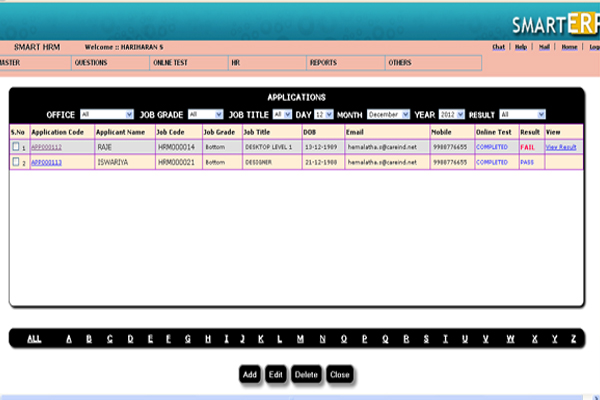 SMARTERP
SMART HRM Welcome :: HARIHARAN S Chat | Help | Mail | Home | Log
MASTER QUESTIONS ONLINE TEST HR REPORTS OTHERS
APPLICATIONS
OFFICE All JOB GRADE All JOB TITLE All DAY 12 MONTH December YEAR 2012 RESULT All
S.No Application Code Applicant Name Job Code Job Grade Job Title DOB Email Mobile Online Test Result View
1 APP000112 RAJE HRM000014 Bottom DESKTOP LEVEL 1 13-12-1989 hemalatha.s@careind.net 9988776655 COMPLETED FAIL View Result
2 APP000113 ISWARIYA HRM000021 Bottom DESIGNER 21-12-1988 hemalatha.s@careind.net 9988776655 COMPLETED PASS
ALL A B C D E F G H I J K L M N O P Q R S T U V W X Y Z
Add Edit Delete Close